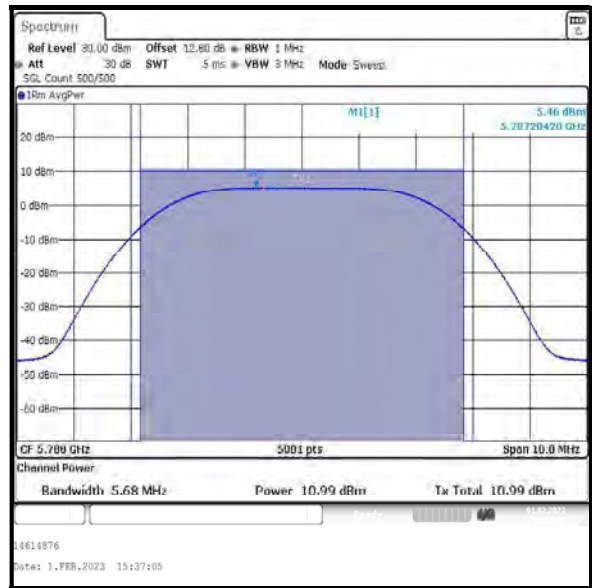 Spectrum
Ref Level 30.00 dBm Offset 12.60 dB RBW 1 MHz
Att 30 dB SWT 5 ms VBW 3 MHz Mode Sweep
SGL Count 500/500
1Rm AvgPwr
M1[1] 5.46 dBm
5.78720420 GHz
20 dBm
10 dBm
0 dBm
-10 dBm
-20 dBm
-30 dBm
-40 dBm
-50 dBm
-60 dBm
CF 5.788 GHz 5001 pts Span 10.0 MHz
Channel Power
Bandwidth 5.68 MHz Power 10.99 dBm Tx Total 10.99 dBm
14614876
Date: 1.FEB.2023 15:37:05